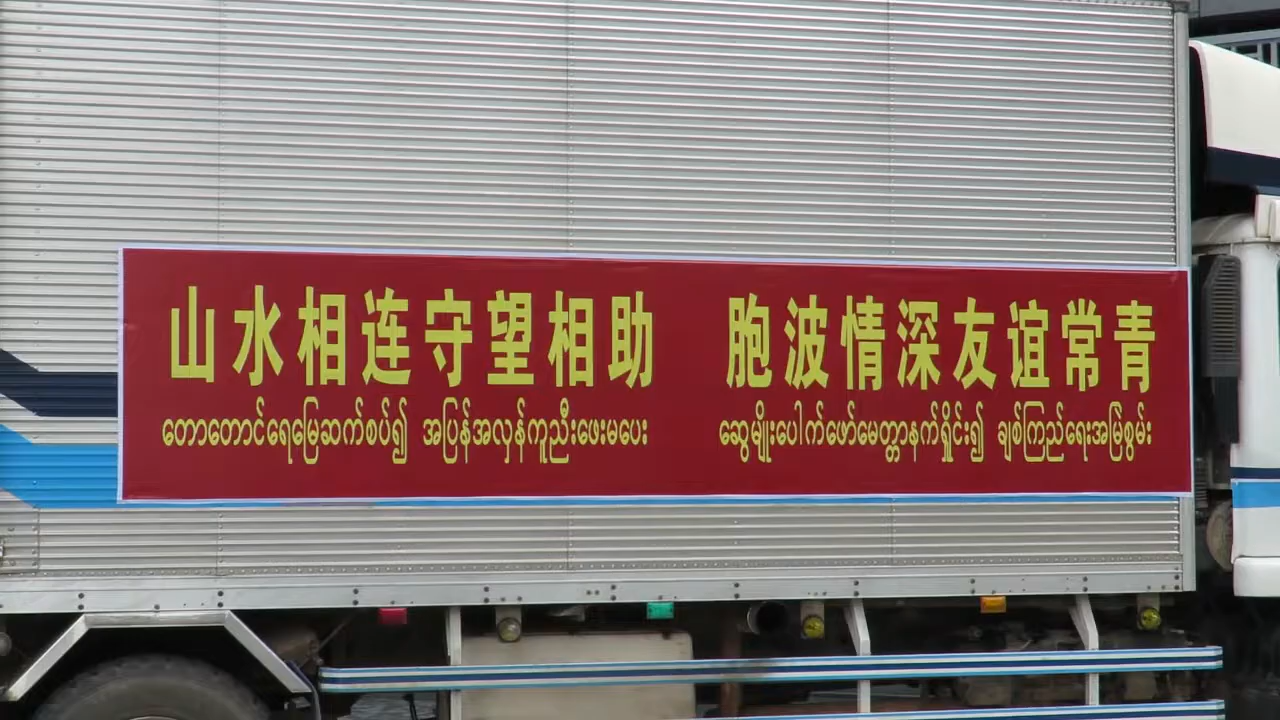 山水相连守望相助 胞波情深友谊常青
တောတောင်ရေမြေဆက်စပ်၍ အပြန်အလှန်ကူညီးဖေးမပေး ဆွေမျိုးပေါက်ဖော်မေတ္တာနက်ရှိုင်း၍ ချစ်ကြည်ရေးအမြဲစွမ်း